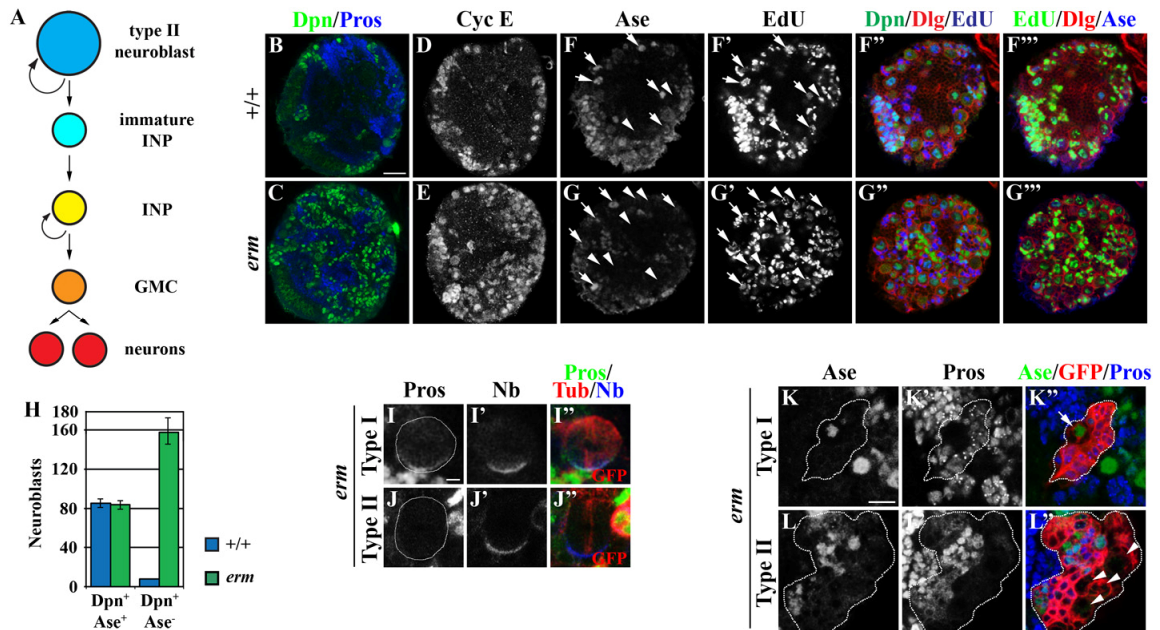 A
type II
neuroblast
immature
INP
INP
GMC
neurons
Dpn/Pros
Cyc E
Ase
EdU
Dpn/Dlg/EdU
EdU/Dlg/Ase
+/+
B
D
F
F'
F''
F'''
erm
C
E
G
G'
G''
G'''
H
Neuroblasts
180
160
120
80
40
0
Dpn+
Ase+
Dpn+
Ase-
+/+
erm
Pros
Nb
Pros/
Tub/Nb
erm
Type I
I
I'
I''
GFP
Type II
J
J'
J''
GFP
Ase
Pros
Ase/GFP/Pros
erm
Type I
K
K'
K''
Type II
L
L''